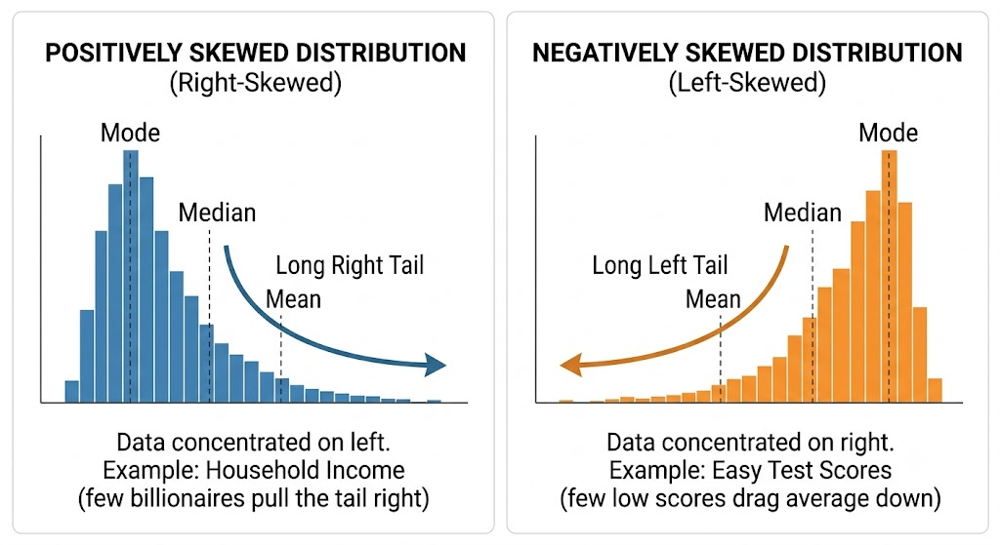 POSITIVELY SKEWED DISTRIBUTION
(Right-Skewed)
Mode
Median
Long Right Tail
Mean
Data concentrated on left.
Example: Household Income
(few billionaires pull the tail right)
NEGATIVELY SKEWED DISTRIBUTION
(Left-Skewed)
Mode
Median
Long Left Tail
Mean
Data concentrated on right.
Example: Easy Test Scores
(few low scores drag average down)